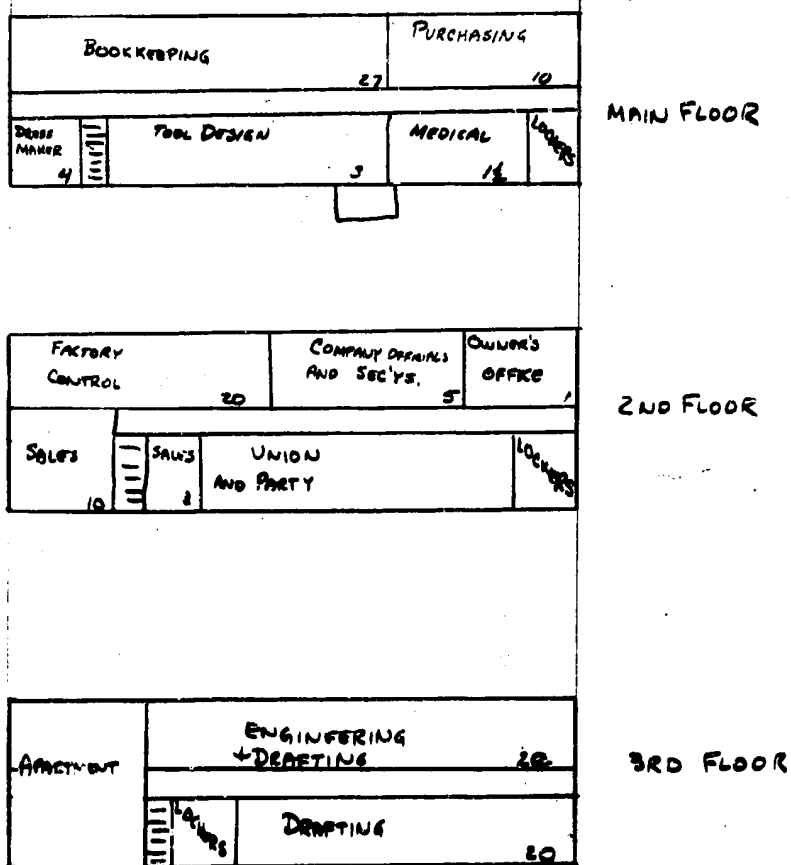 BOOKKEEPING
27
PURCHASING
10
MAIN FLOOR
DRESS
MAKER
4
TOOL DESIGN
3
MEDICAL
LOCKERS
FACTORY
CONTROL
20
COMPANY OFFICIALS
AND SEC'YS.
5
OWNER'S
OFFICE
1
2ND FLOOR
SALES
10
SALES
UNION
AND PARTY
LOCKERS
APARTMENT
ENGINEERING
+ DRAFTING
3RD FLOOR
LOCKERS
DRAFTING
20